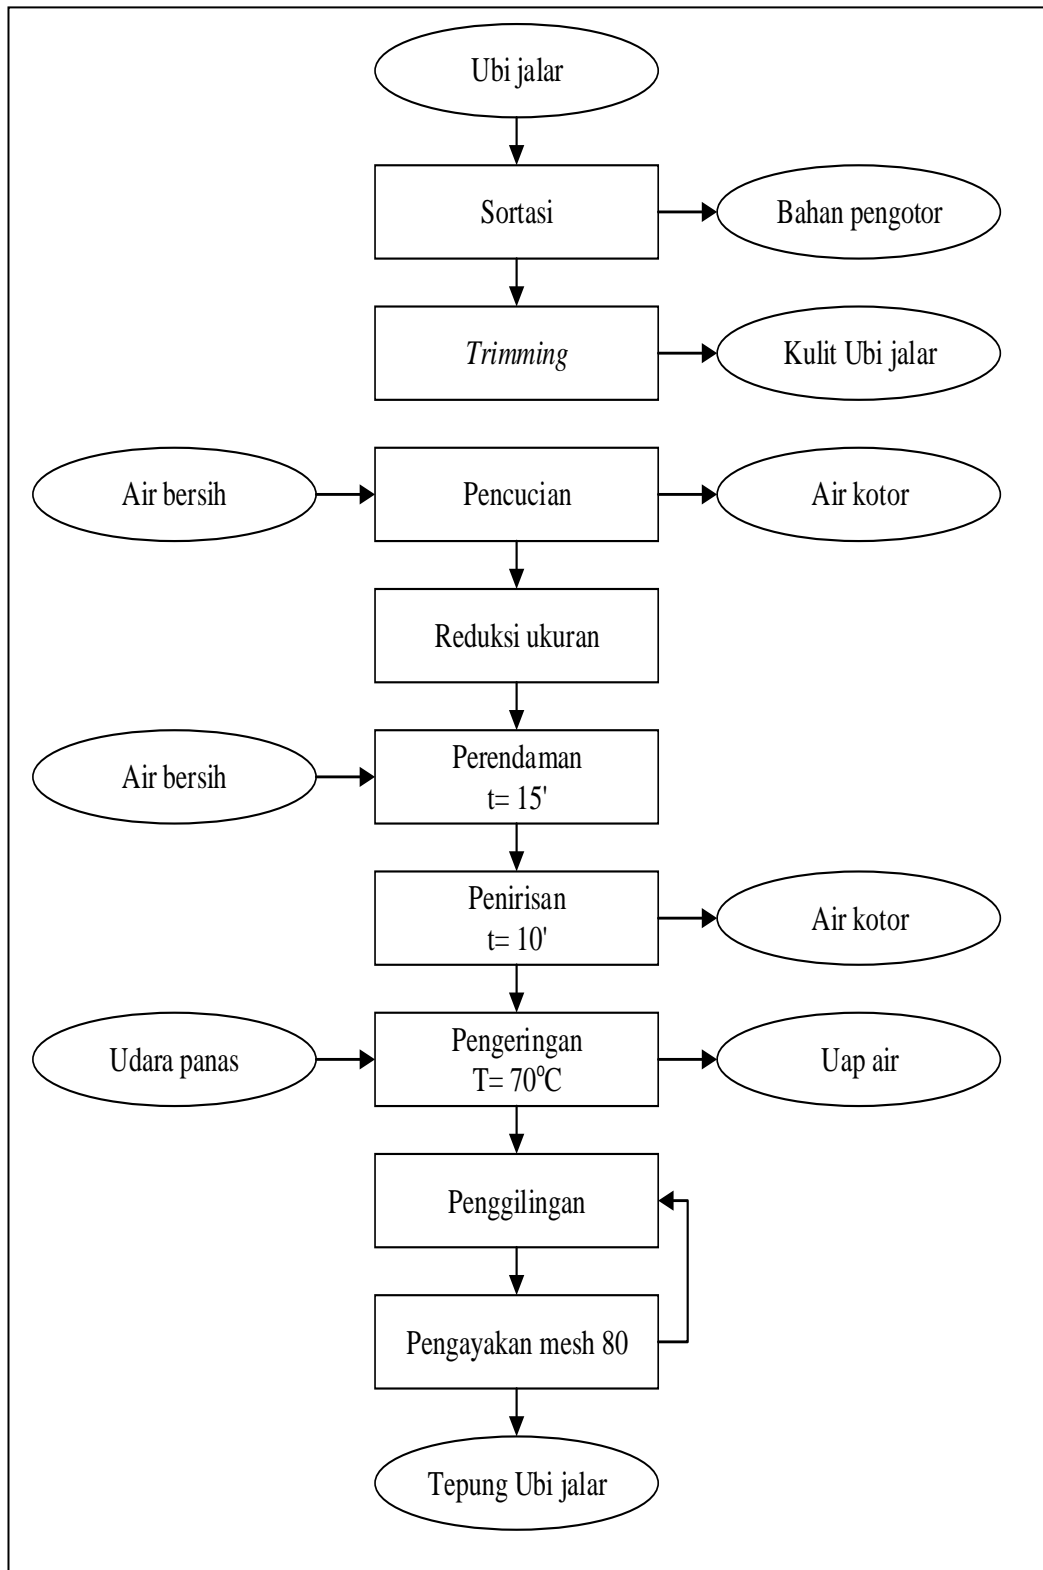 Ubi jalar
Sortasi
Bahan pengotor
Trimming
Kulit Ubi jalar
Air bersih
Pencucian
Air kotor
Reduksi ukuran
Air bersih
Perendaman
t= 15'
Penirisan
t= 10'
Air kotor
Udara panas
Pengeringan
T= 70°C
Uap air
Penggilingan
Pengayakan mesh 80
Tepung Ubi jalar